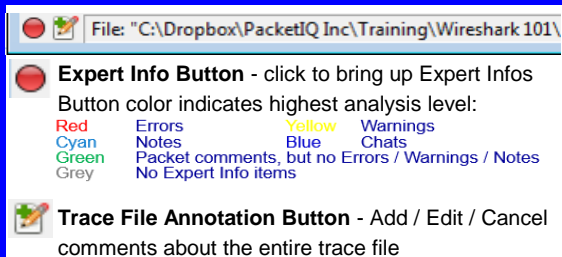 File: "C:\Dropbox\PacketIQ Inc\Training\Wireshark 101\
Expert Info Button - click to bring up Expert Infos
Button color indicates highest analysis level:
Red Errors Yellow Warnings
Cyan Notes Blue Chats
Green Packet comments, but no Errors / Warnings / Notes
Grey No Expert Info items
Trace File Annotation Button - Add / Edit / Cancel
comments about the entire trace file